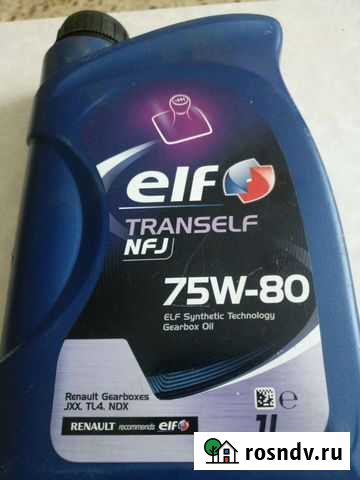 elf
TRANSELF
NFJ
75W-80
ELF Synthetic Technology
Gearbox Oil
Renault Gearboxes
JXX, TL4, NDX
RENAULT recommends elf
e
1L
rosndv.ru